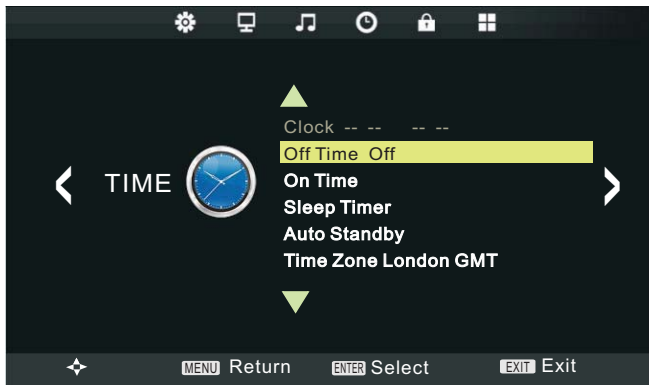 Clock -- -- -- --
Off Time Off
TIME
On Time
Sleep Timer
Auto Standby
Time Zone London GMT
MENU Return ENTER Select EXIT Exit